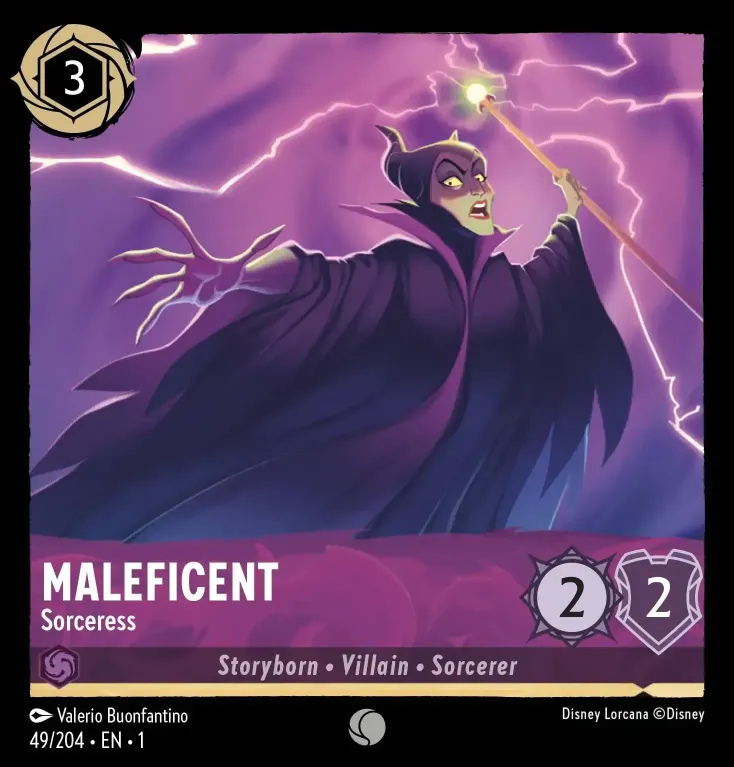 3
MALEFICENT
Sorceress
2
2
Storyborn • Villain • Sorcerer
Valerio Buonfantino
Disney Lorcana ©Disney
49/204 • EN • 1